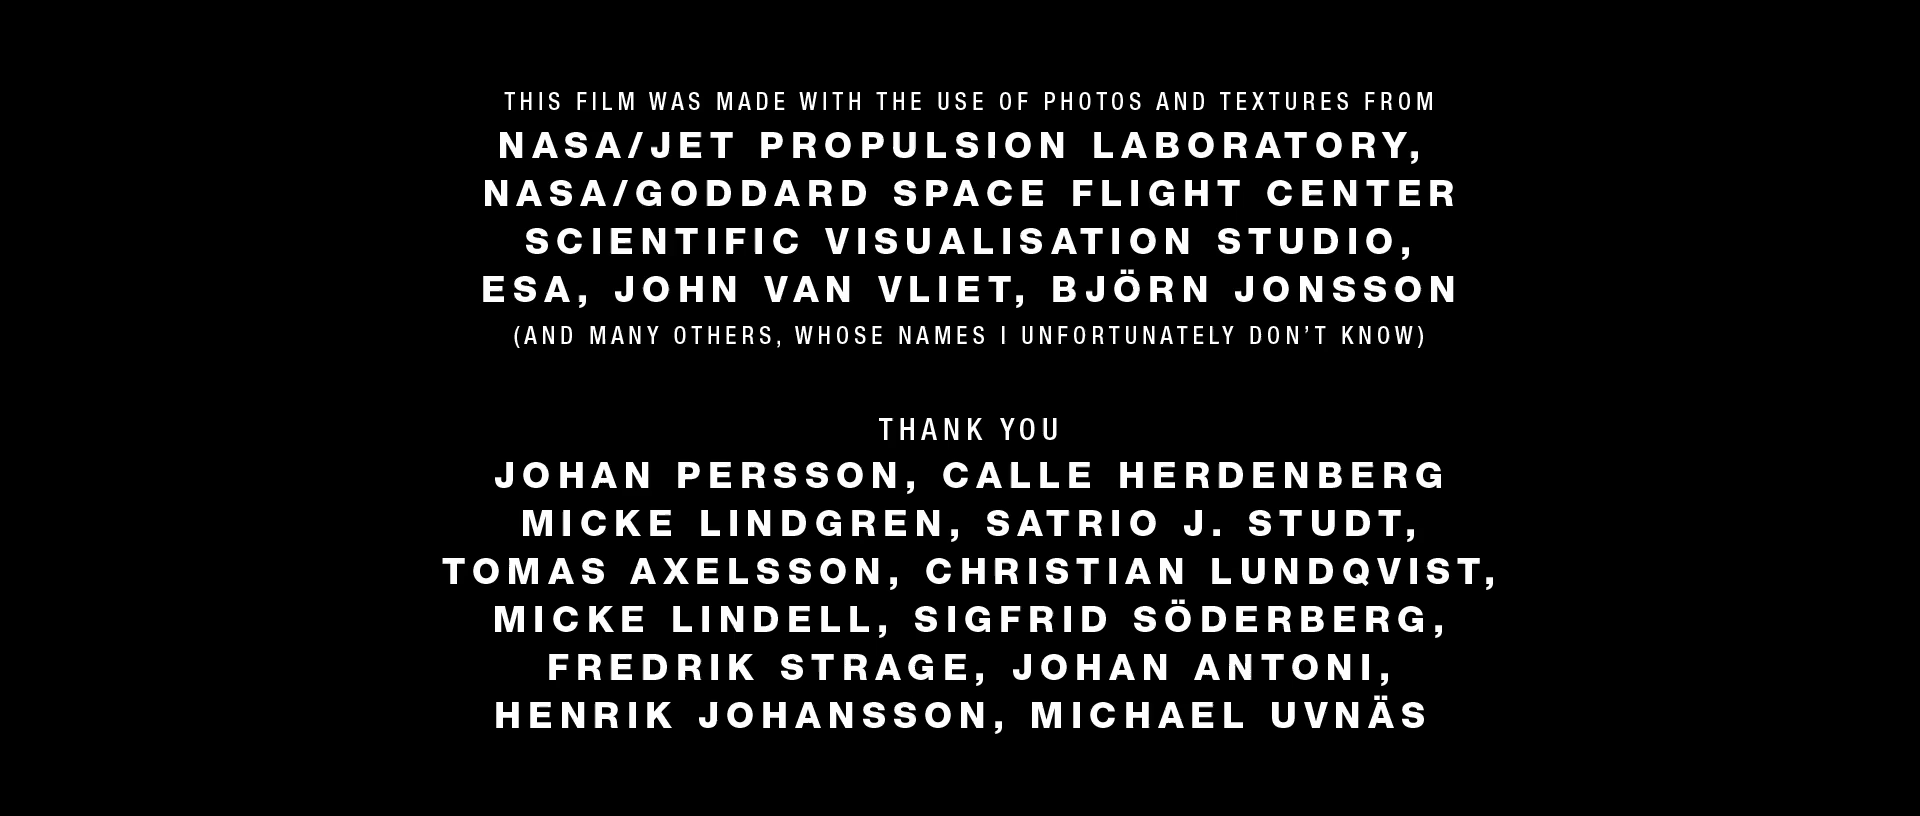 THIS FILM WAS MADE WITH THE USE OF PHOTOS AND TEXTURES FROM
NASA/JET PROPULSION LABORATORY,
NASA/GODDARD SPACE FLIGHT CENTER
SCIENTIFIC VISUALISATION STUDIO,
ESA, JOHN VAN VLIET, BJÖRN JONSSON
(AND MANY OTHERS, WHOSE NAMES I UNFORTUNATELY DON’T KNOW)
THANK YOU
JOHAN PERSSON, CALLE HERDENBERG
MICKE LINDGREN, SATRIO J. STUDT,
TOMAS AXELSSON, CHRISTIAN LUNDQVIST,
MICKE LINDELL, SIGFRID SÖDERBERG,
FREDRIK STRAGE, JOHAN ANTONI,
HENRIK JOHANSSON, MICHAEL UVNÄS